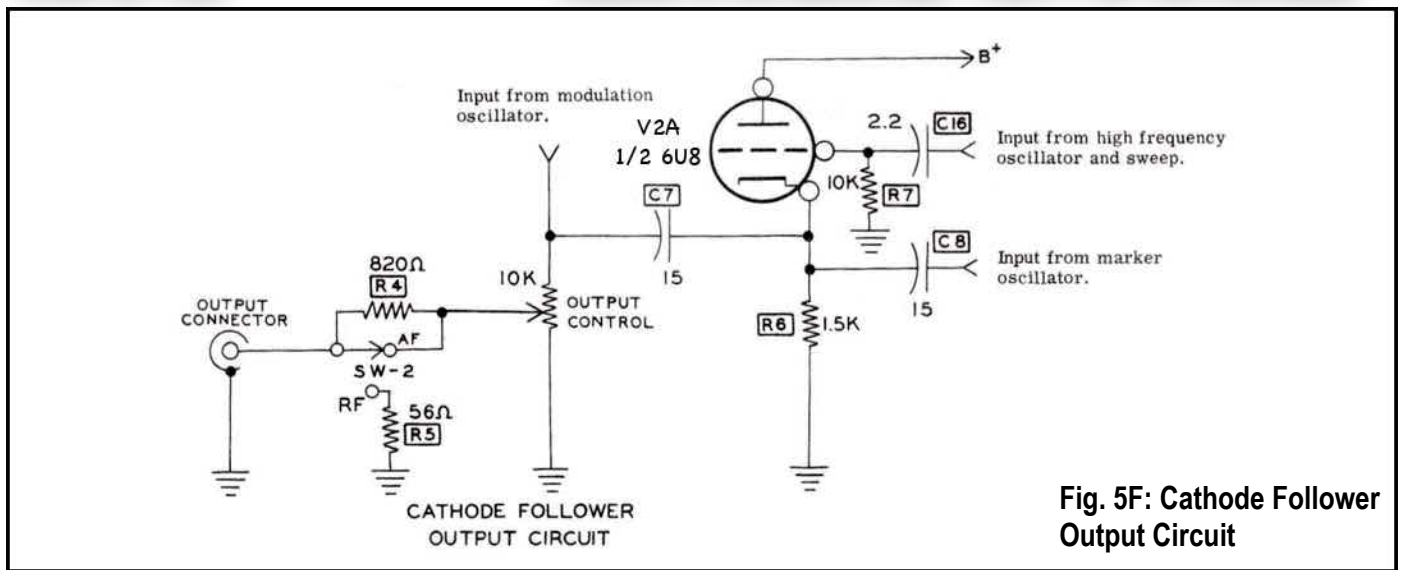 B+
Input from modulation
oscillator.
V2A
1/2 6U8
2.2
C16
Input from high frequency
oscillator and sweep.
10K
R7
C7
15
C8
Input from marker
oscillator.
15
820Ω
R4
10K
OUTPUT
CONTROL
R6
1.5K
OUTPUT
CONNECTOR
AF
SW-2
RF
56Ω
R5
CATHODE FOLLOWER
OUTPUT CIRCUIT
Fig. 5F: Cathode Follower
Output Circuit